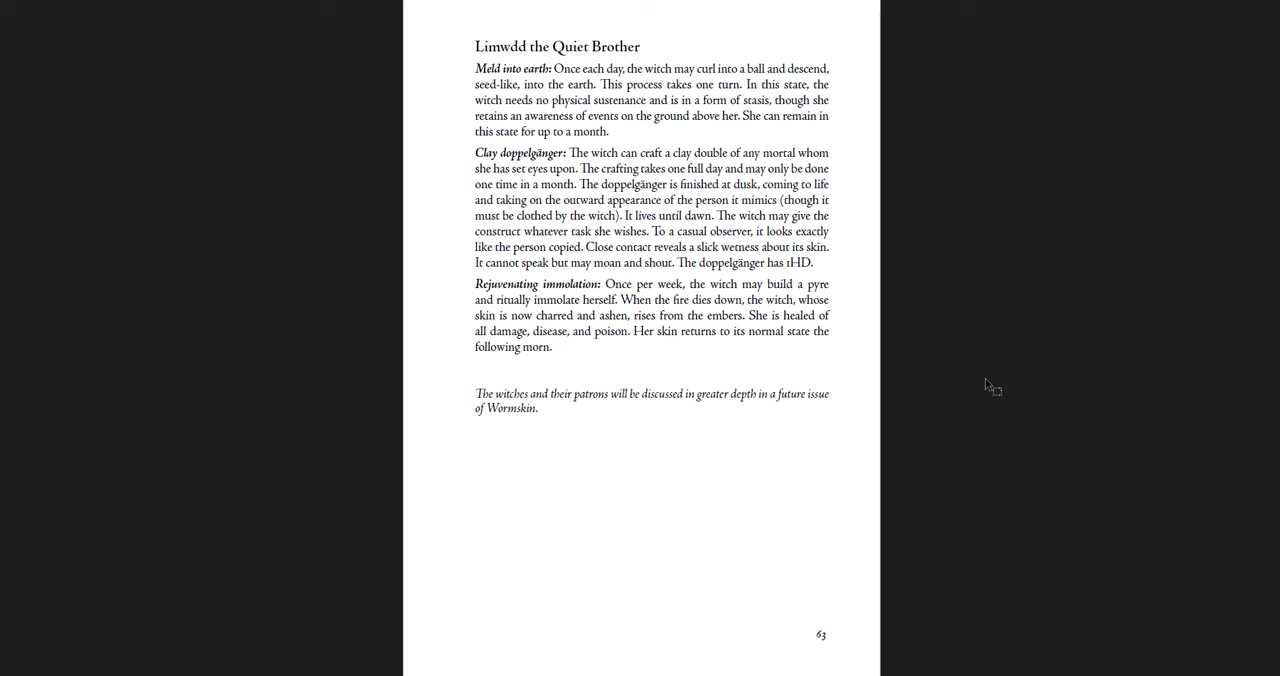 Limwdd the Quiet Brother
Meld into earth: Once each day, the witch may curl into a ball and descend,
seed-like, into the earth. This process takes one turn. In this state, the
witch needs no physical sustenance and is in a form of stasis, though she
retains an awareness of events on the ground above her. She can remain in
this state for up to a month.
Clay doppelgänger: The witch can craft a clay double of any mortal whom
she has set eyes upon. The crafting takes one full day and may only be done
one time in a month. The doppelgänger is finished at dusk, coming to life
and taking on the outward appearance of the person it mimics (though it
must be clothed by the witch). It lives until dawn. The witch may give the
construct whatever task she wishes. To a casual observer, it looks exactly
like the person copied. Close contact reveals a slick wetness about its skin.
It cannot speak but may moan and shout. The doppelgänger has 1HD.
Rejuvenating immolation: Once per week, the witch may build a pyre
and ritually immolate herself. When the fire dies down, the witch, whose
skin is now charred and ashen, rises from the embers. She is healed of
all damage, disease, and poison. Her skin returns to its normal state the
following morn.
The witches and their patrons will be discussed in greater depth in a future issue
of Wormskin.
63